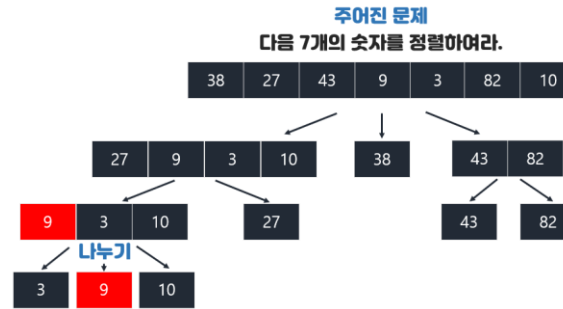 주어진 문제
다음 7개의 숫자를 정렬하여라.
38 27 43 9 3 82 10
27 9 3 10 38 43 82
9 3 10 27 43 82
나누기
3 9 10